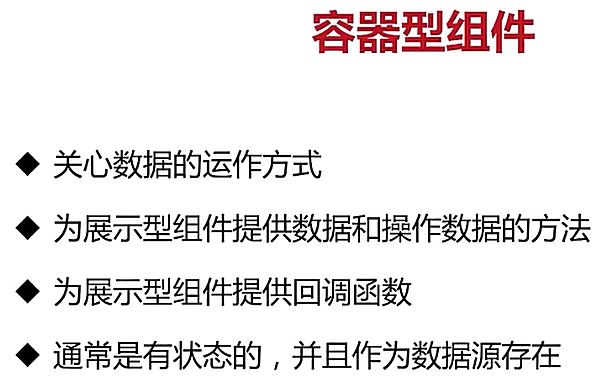 容器型组件
◆ 关心数据的运作方式
◆ 为展示型组件提供数据和操作数据的方法
◆ 为展示型组件提供回调函数
◆ 通常是有状态的，并且作为数据源存在